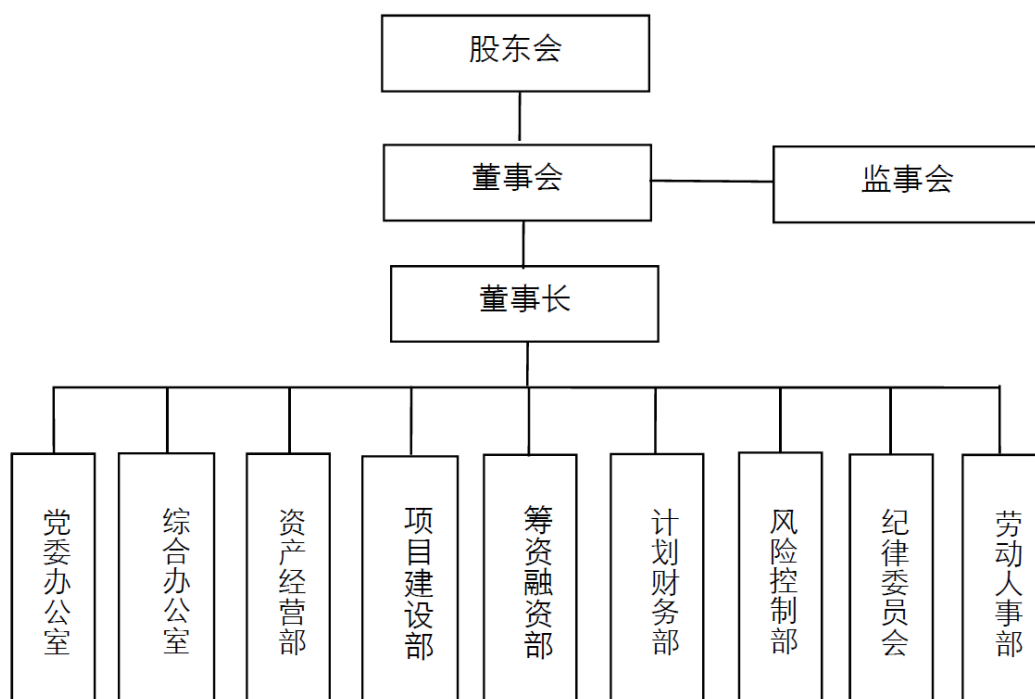 股东会
董事会
监事会
董事长
党委办公室
综合办公室
资产经营部
项目建设部
筹资融资部
计划财务部
风险控制部
纪律委员会
劳动人事部